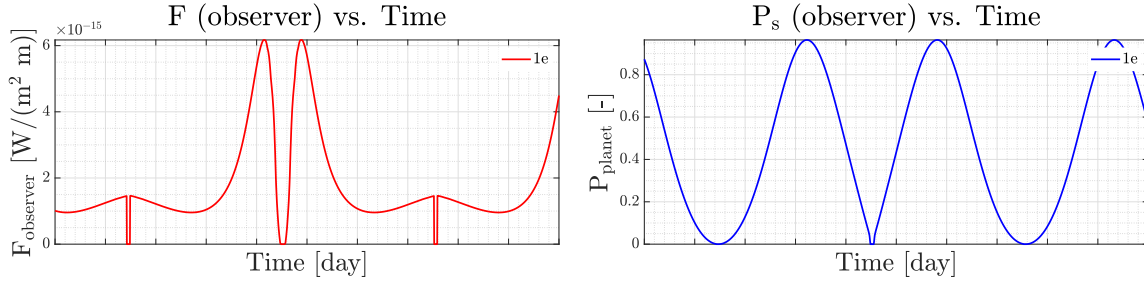 F (observer) vs. Time
×10⁻¹⁵
F_observer [W/(m² m)]
6
4
2
0
1e
Time [day]
P_s (observer) vs. Time
P_planet [-]
0.8
0.6
0.4
0.2
0
1e
Time [day]